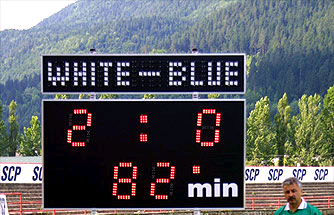 WHITE-BLUE
2 : 0
82 min
SCP SCP SCP SCP SCP